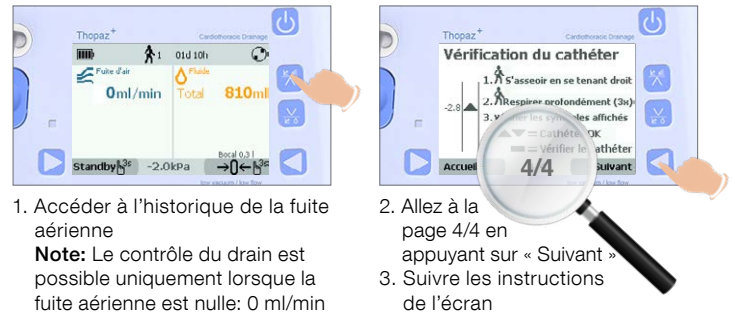 Thopaz+
Cardiothoracic Drainage
1 01d 10h
Fuite d'air
0ml/min
Fluide
Total 810ml
Bocal 0,3 l
Standby 3s -2.0kPa →0← 3s
low vacuum / low flow
1. Accéder à l'historique de la fuite
aérienne
Note: Le contrôle du drain est
possible uniquement lorsque la
fuite aérienne est nulle: 0 ml/min
Thopaz+
Cardiothoracic Drainage
Vérification du cathéter
1. S'asseoir en se tenant droit
-2.8
2. Respirer profondément (3x)
les symboles affichés
= Cathéter OK
= Vérifier le cathéter
Accueil 4/4 Suivant
low vacuum / low flow
2. Allez à la
page 4/4 en
appuyant sur « Suivant »
3. Suivre les instructions
de l'écran